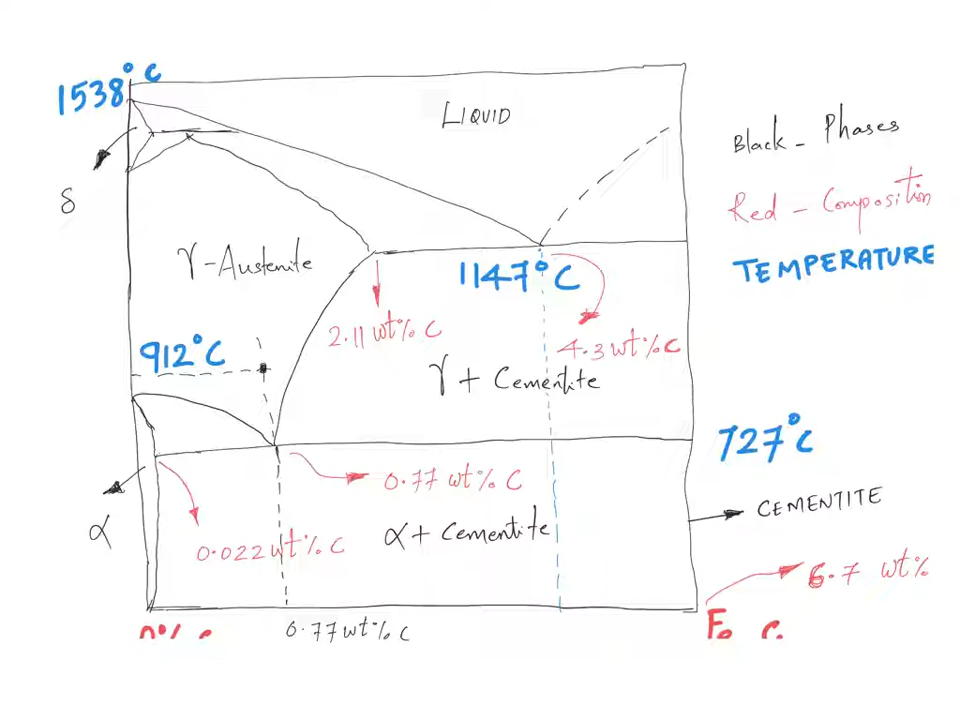 1538°C
LIQUID
Black - Phases
δ
Red - Composition
γ-Austenite
TEMPERATURE
1147°C
2.11 wt% C
912°C
4.3 wt% C
γ + Cementite
727°C
0.77 wt% C
CEMENTITE
α
α + Cementite
0.022 wt% C
6.7 wt%
0.77 wt% C